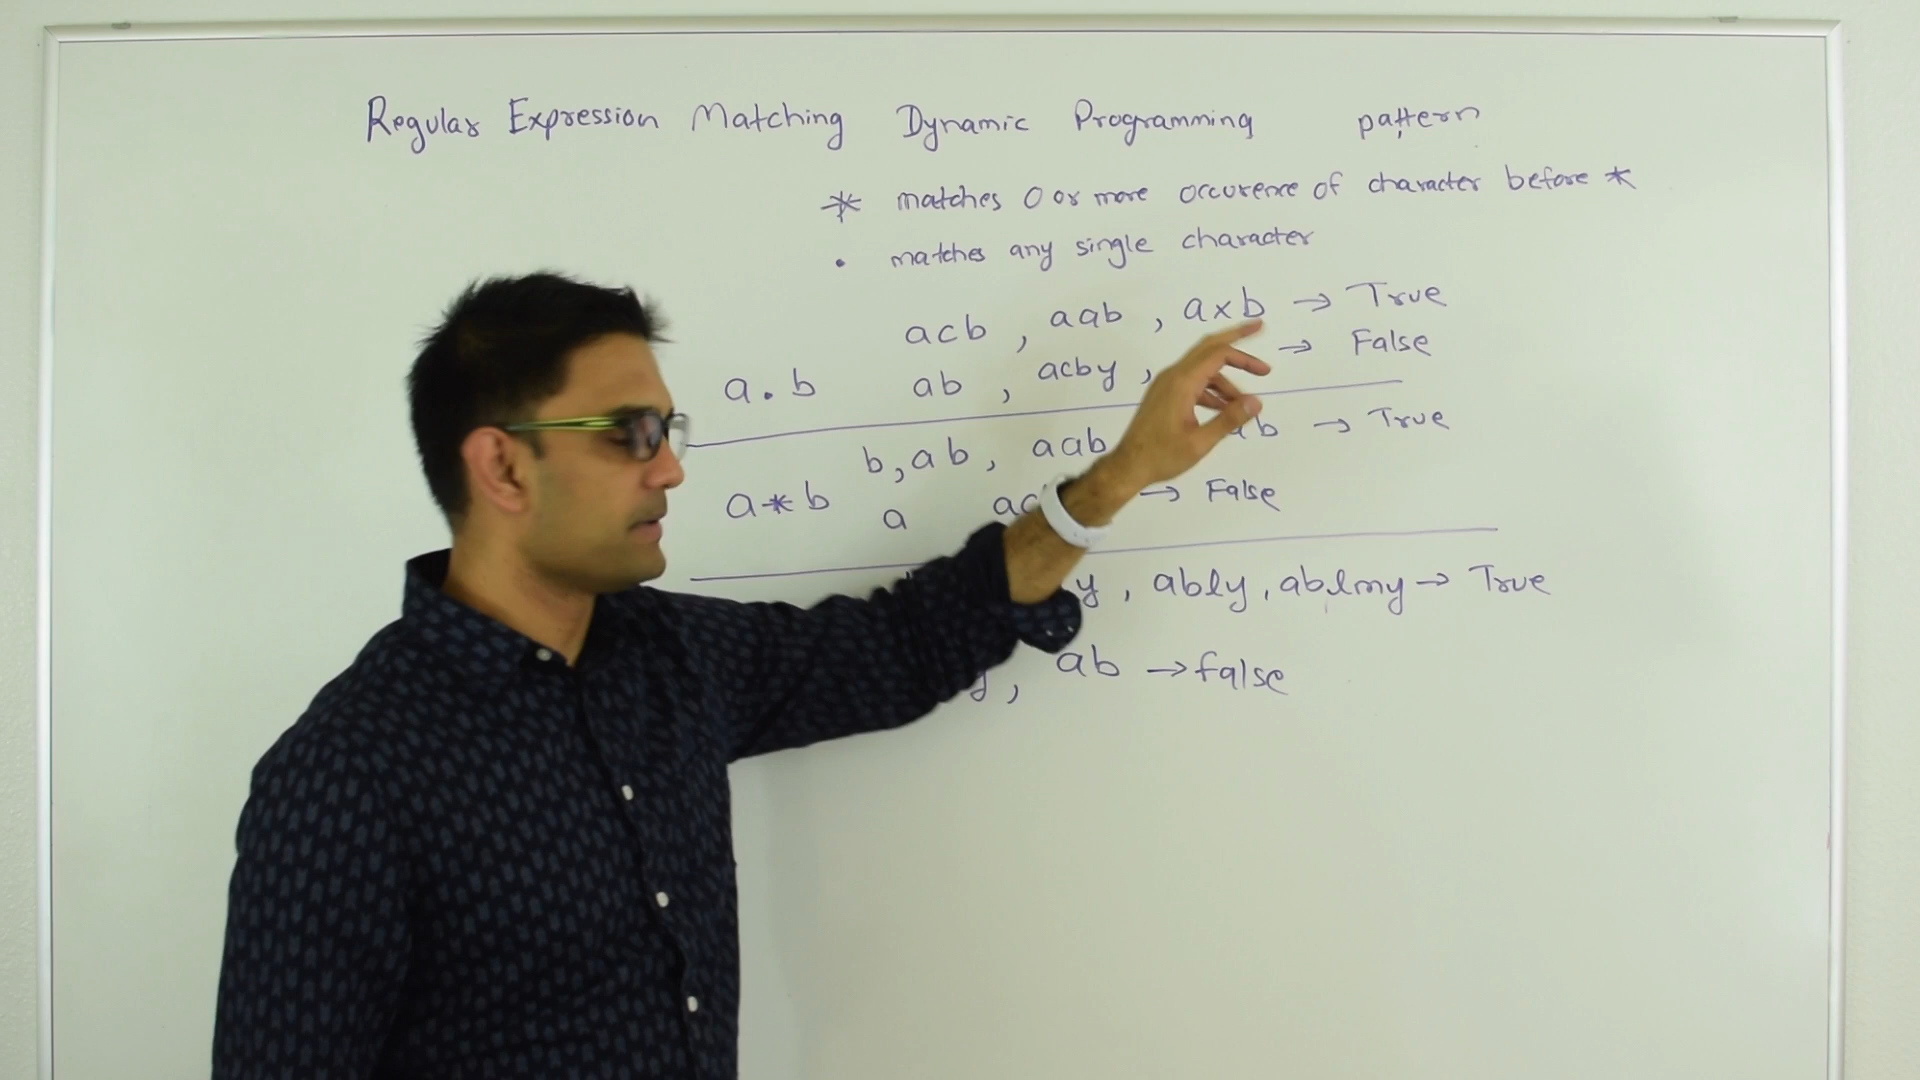 Regular Expression Matching Dynamic Programming pattern
* matches 0 or more occurence of character before *
. matches any single character
acb , aab , axb → True
a.b ab , acby , → False
b, ab, aab → True
a*b a → False
, ably, ablmy → True
, ab → false